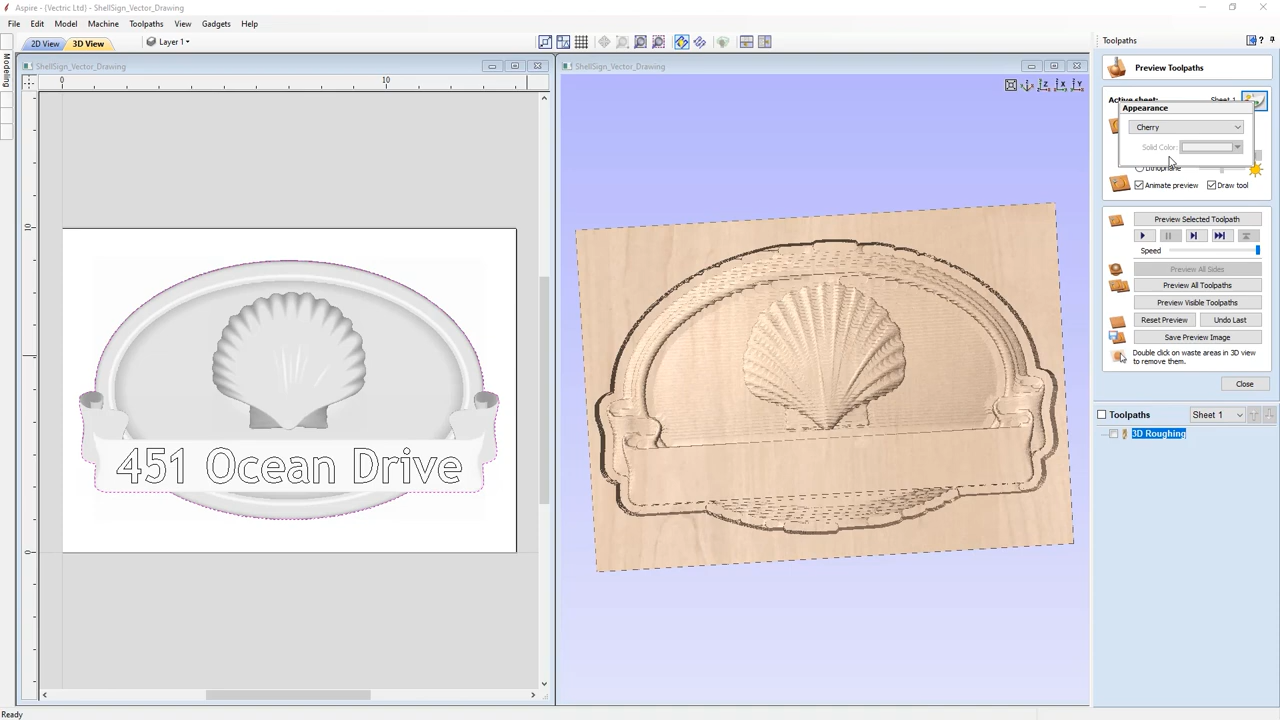 Aspire - {Vectric Ltd} - ShellSign_Vector_Drawing
File Edit Model Machine Toolpaths View Gadgets Help
2D View 3D View Layer 1
Modeling
ShellSign_Vector_Drawing
0 10
10
0
451 Ocean Drive
ShellSign_Vector_Drawing
Toolpaths
Preview Toolpaths
Active sheet: Sheet 1
Appearance
Cherry
Solid Color:
Lithophane
Animate preview Draw tool
Preview Selected Toolpath
Speed
Preview All Sides
Preview All Toolpaths
Preview Visible Toolpaths
Reset Preview Undo Last
Save Preview Image
Double click on waste areas in 3D view
to remove them.
Close
Toolpaths Sheet 1
3D Roughing
Ready